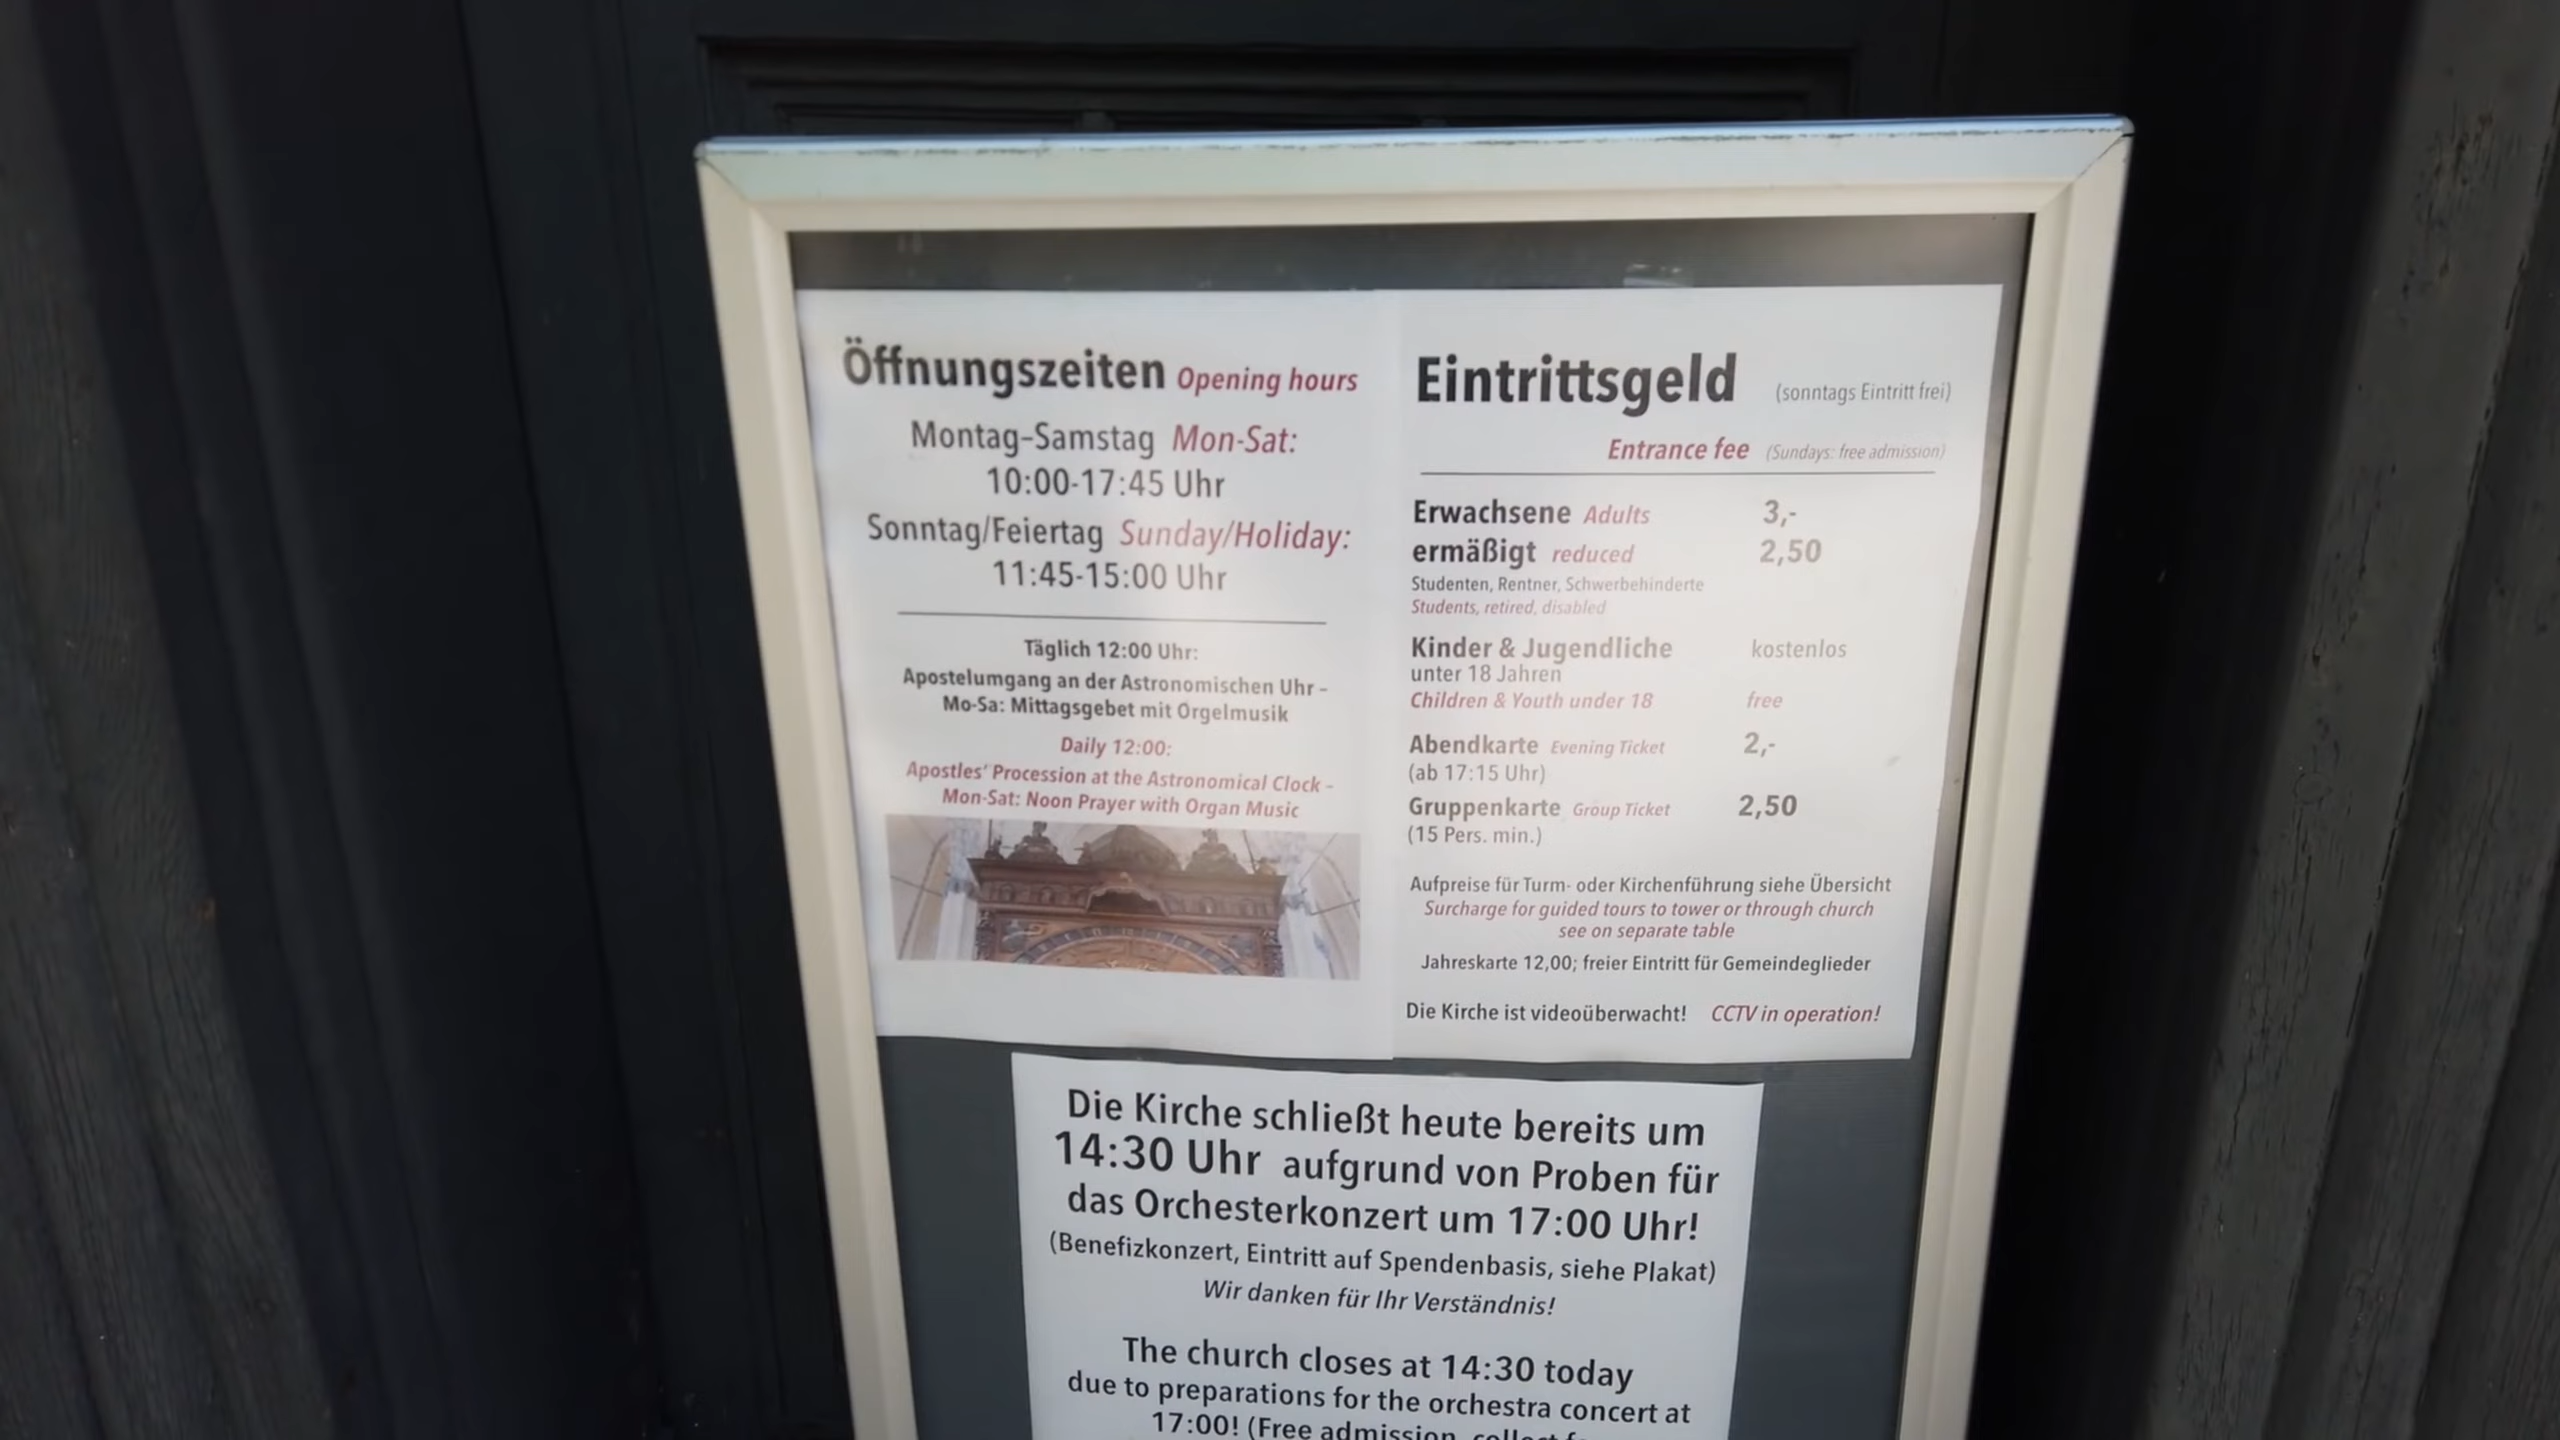 Öffnungszeiten Opening hours
Montag–Samstag Mon-Sat:
10:00-17:45 Uhr
Sonntag/Feiertag Sunday/Holiday:
11:45-15:00 Uhr
Täglich 12:00 Uhr:
Apostelumgang an der Astronomischen Uhr –
Mo-Sa: Mittagsgebet mit Orgelmusik
Daily 12:00:
Apostles' Procession at the Astronomical Clock –
Mon-Sat: Noon Prayer with Organ Music
Eintrittsgeld (sonntags Eintritt frei)
Entrance fee (Sundays: free admission)
Erwachsene Adults 3,-
ermäßigt reduced 2,50
Studenten, Rentner, Schwerbehinderte
Students, retired, disabled
Kinder & Jugendliche kostenlos
unter 18 Jahren
Children & Youth under 18 free
Abendkarte Evening Ticket 2,-
(ab 17:15 Uhr)
Gruppenkarte Group Ticket 2,50
(15 Pers. min.)
Aufpreise für Turm- oder Kirchenführung siehe Übersicht
Surcharge for guided tours to tower or through church
see on separate table
Jahreskarte 12,00; freier Eintritt für Gemeindeglieder
Die Kirche ist videoüberwacht! CCTV in operation!
Die Kirche schließt heute bereits um
14:30 Uhr aufgrund von Proben für
das Orchesterkonzert um 17:00 Uhr!
(Benefizkonzert, Eintritt auf Spendenbasis, siehe Plakat)
Wir danken für Ihr Verständnis!
The church closes at 14:30 today
due to preparations for the orchestra concert at
17:00! (Free admission,